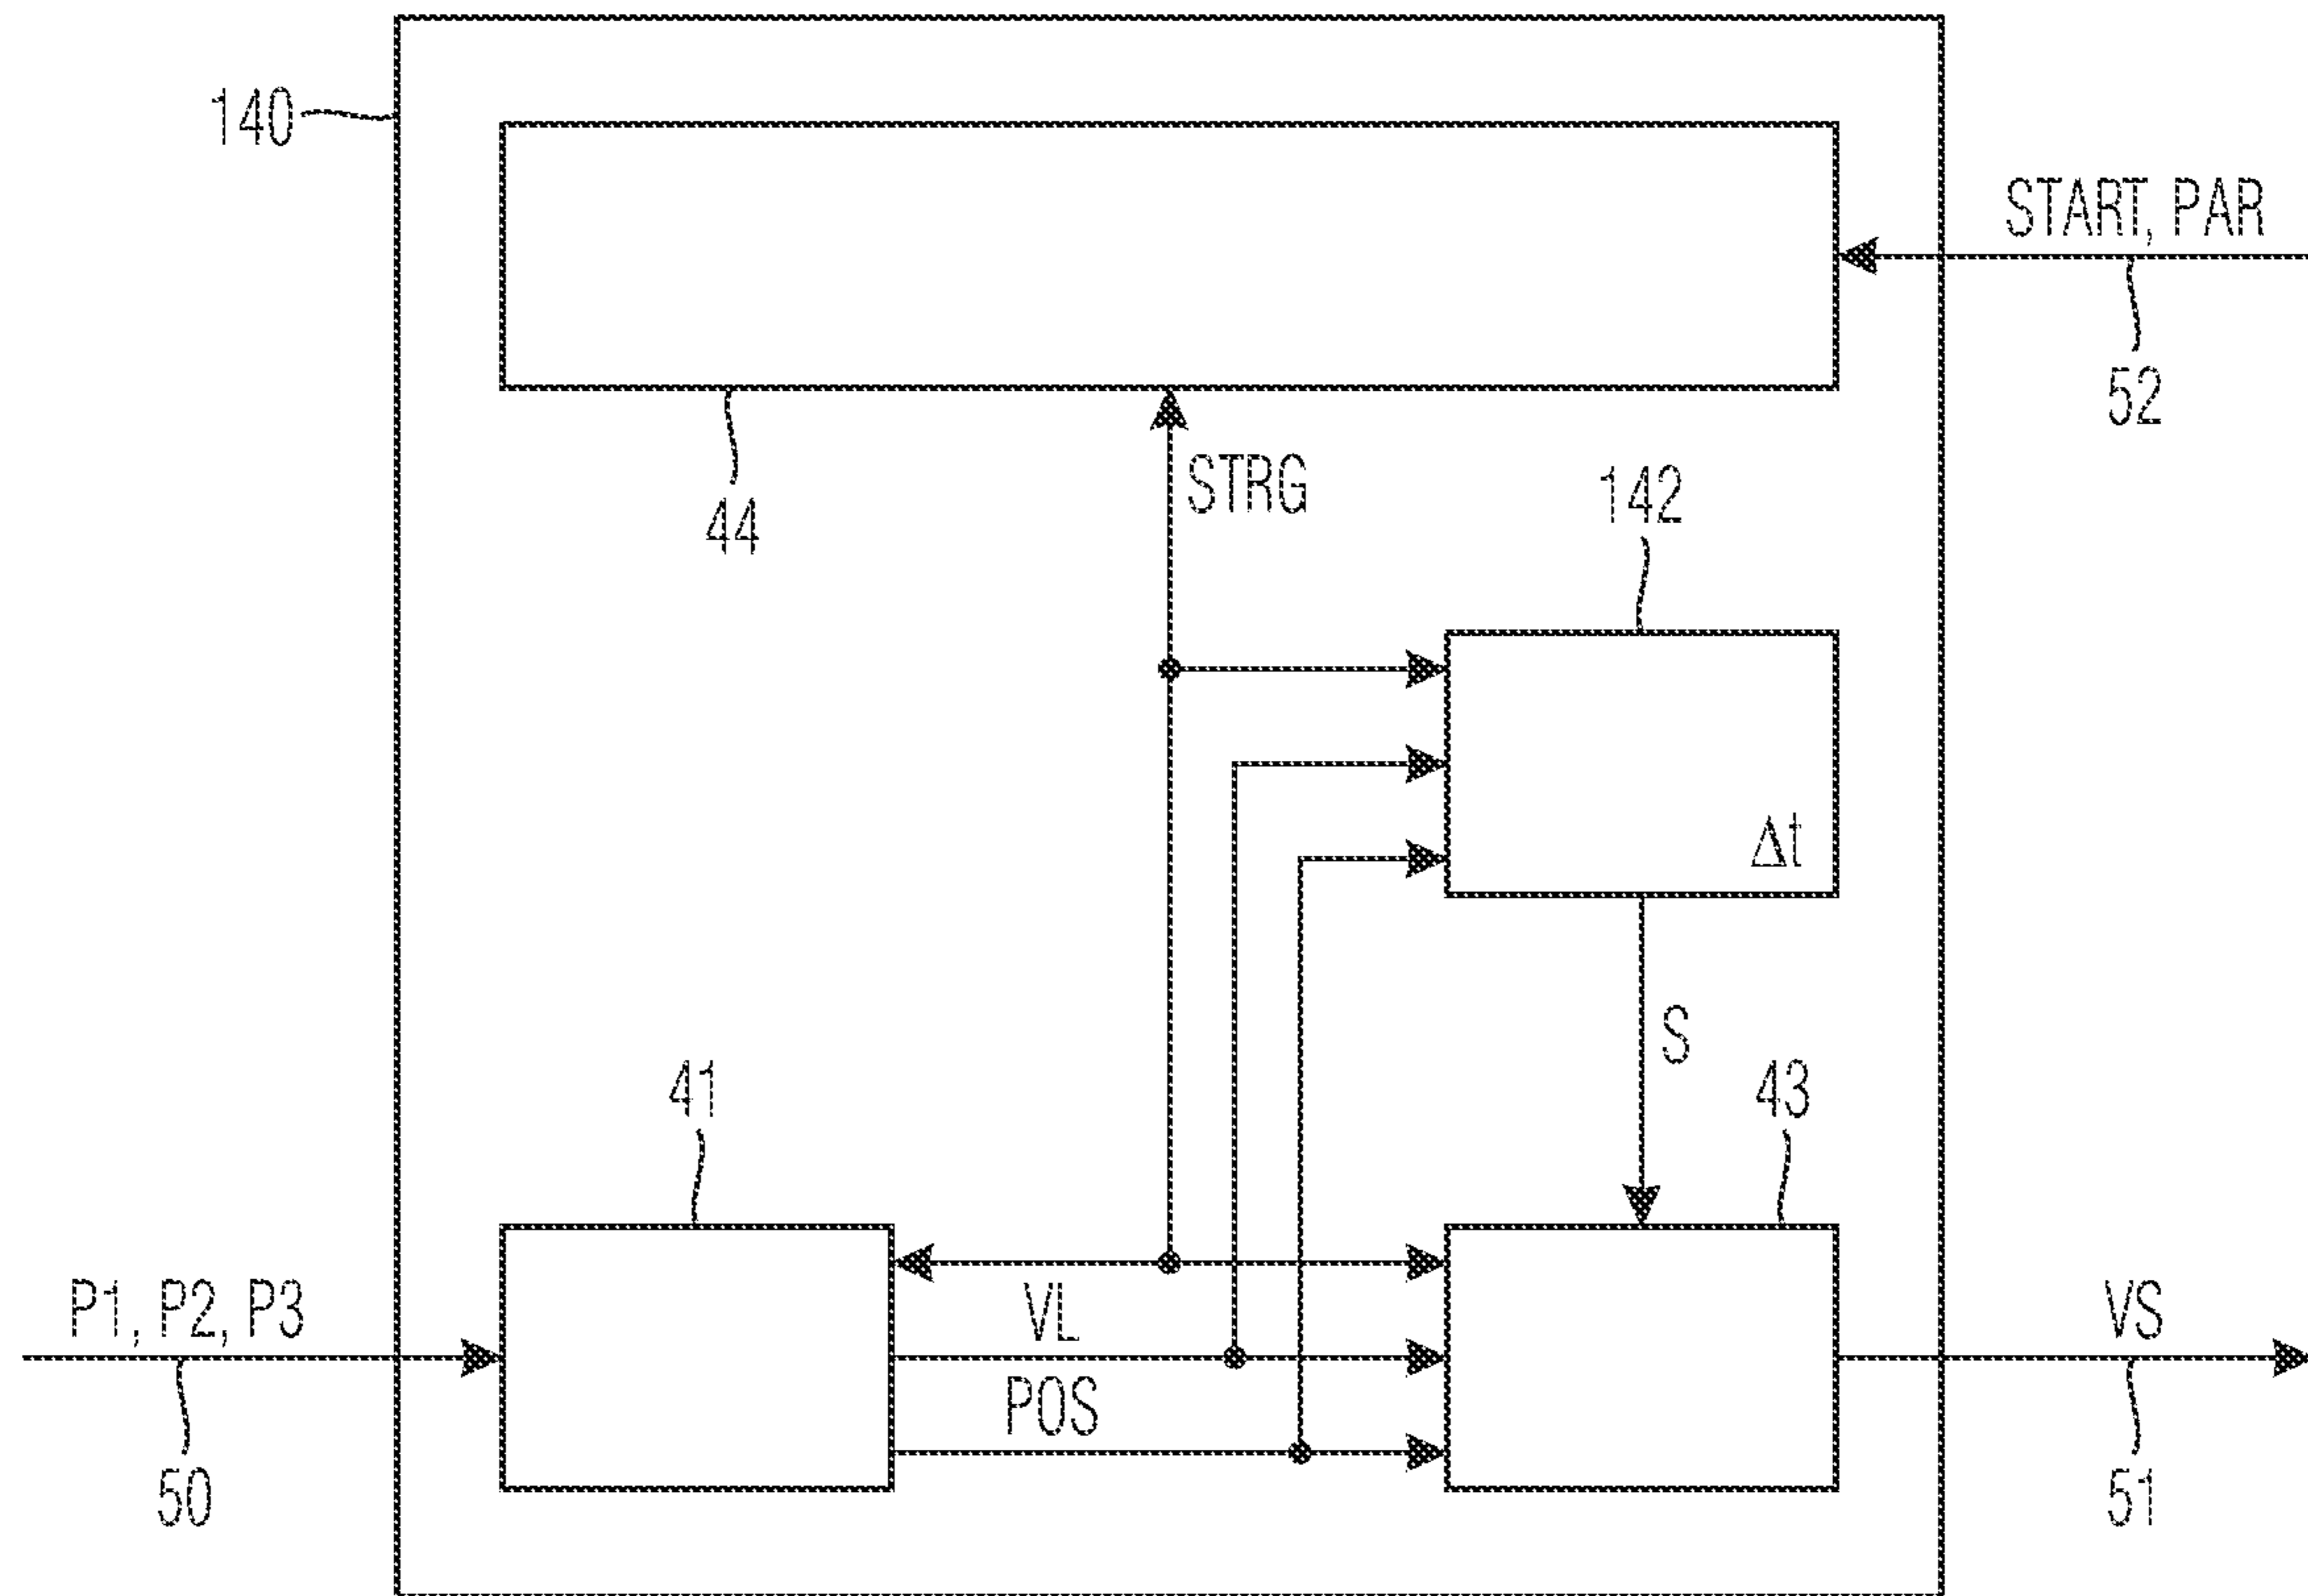 140
START, PAR
52
44
STRG
142
Δt
S
41
43
P1, P2, P3
VL
VS
POS
50
51